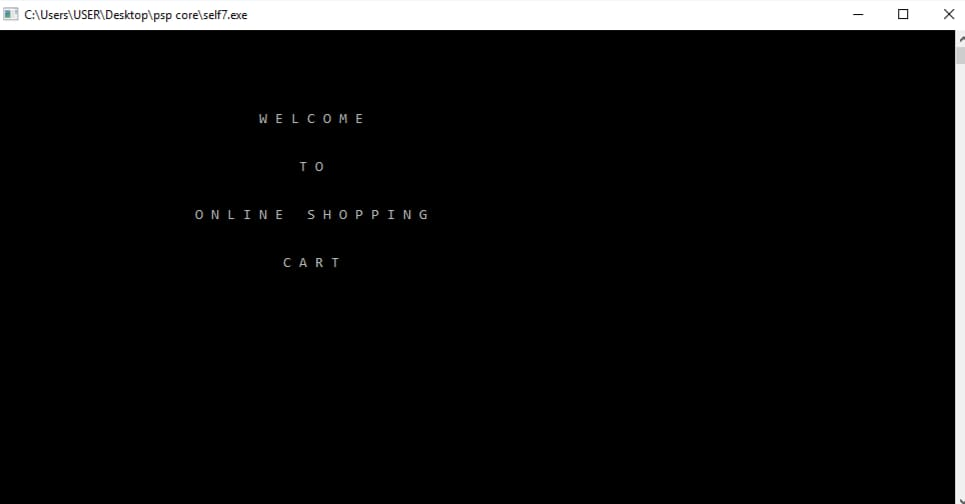 C:\Users\USER\Desktop\psp core\self7.exe
W E L C O M E
T O
O N L I N E   S H O P P I N G
C A R T